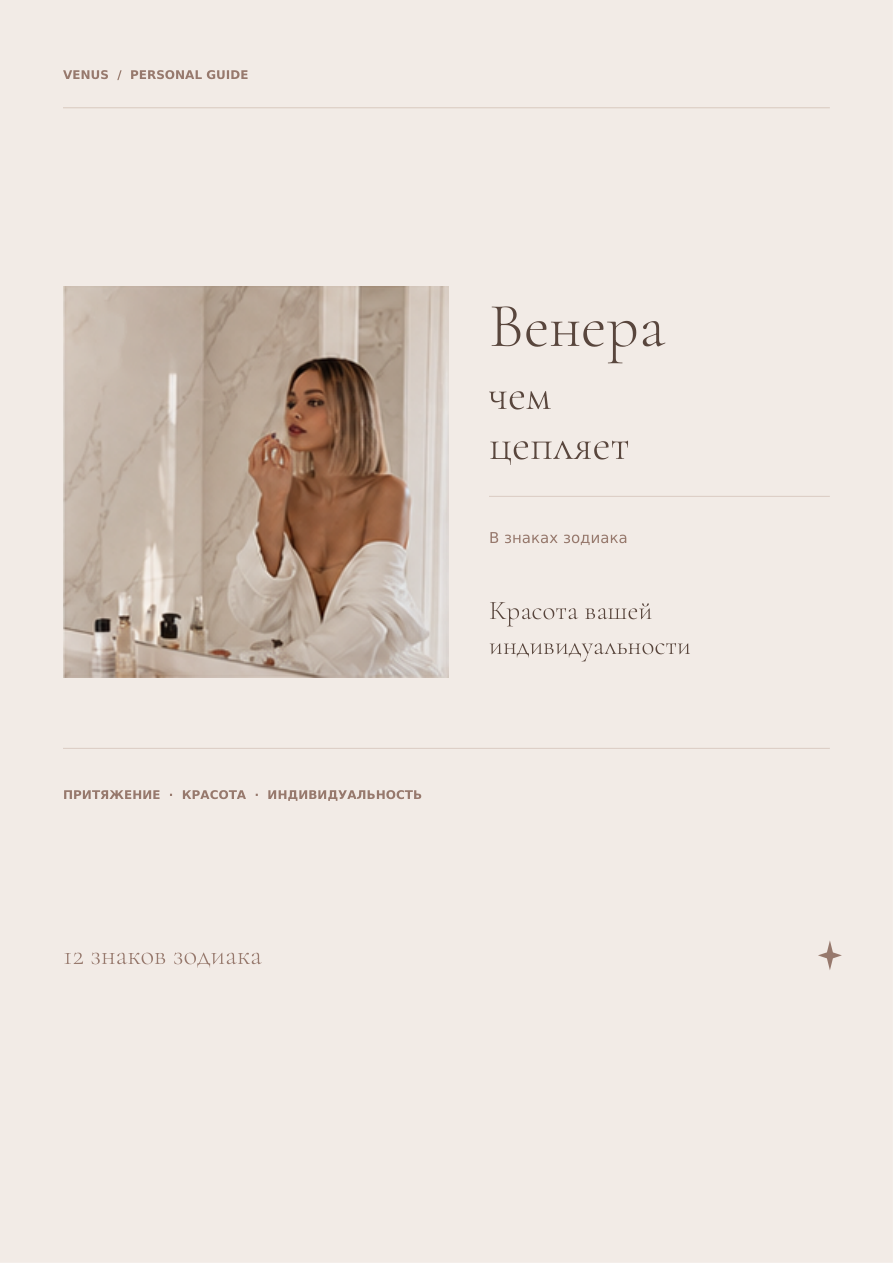 VENUS / PERSONAL GUIDE
Венера
чем
цепляет
В знаках зодиака
Красота вашей
индивидуальности
ПРИТЯЖЕНИЕ · КРАСОТА · ИНДИВИДУАЛЬНОСТЬ
12 знаков зодиака